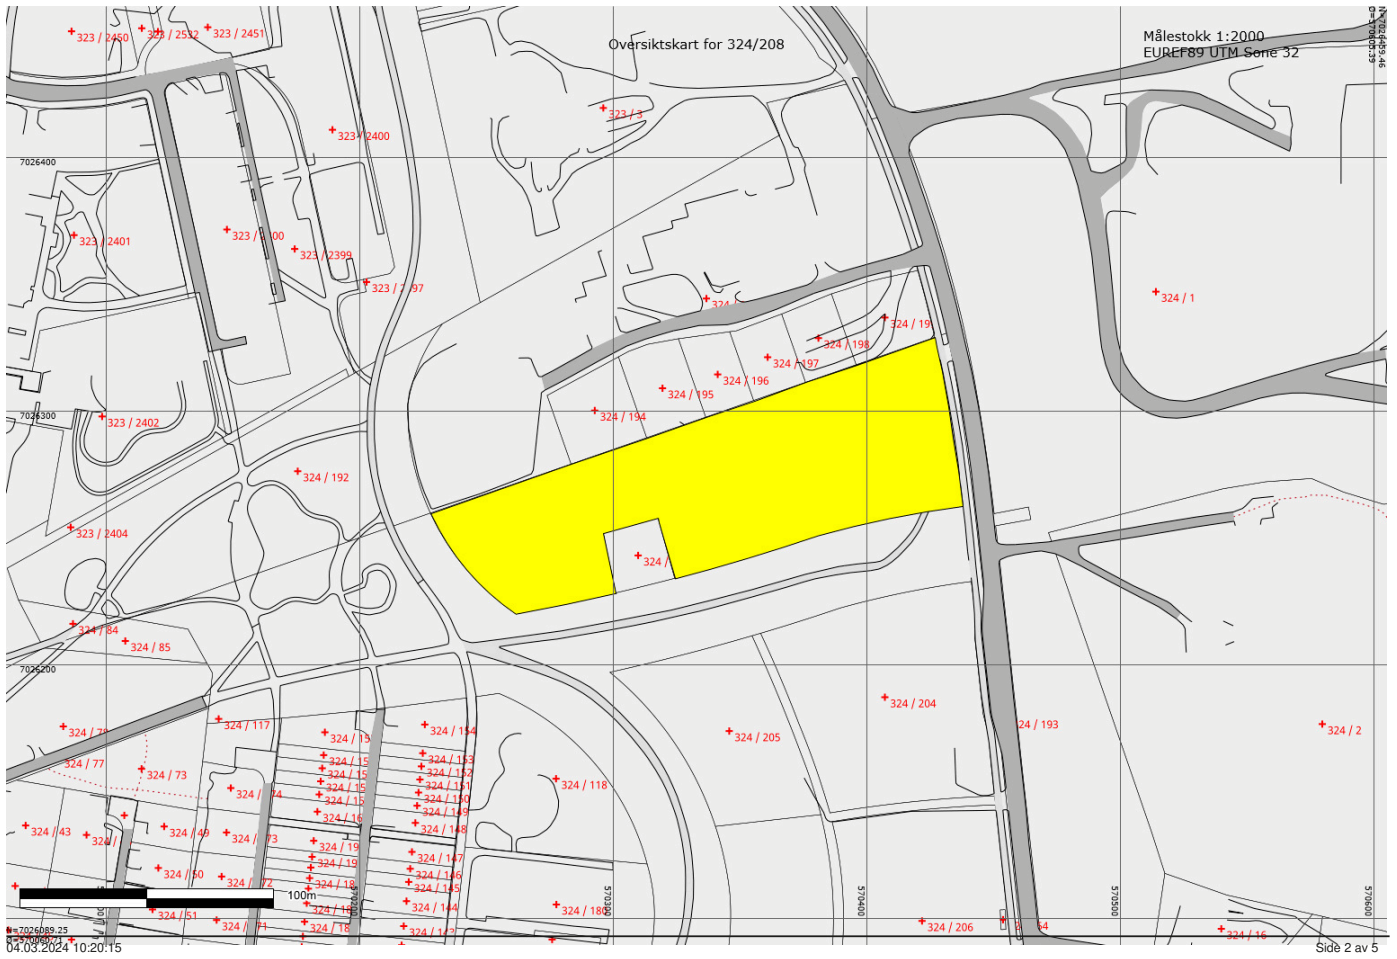 Oversiktskart for 324/208
Målestokk 1:2000
EUREF89 UTM Sone 32
N=7026459.46
323 / 2450
323 / 2532
323 / 2451
323 / 3
323 / 2400
7026400
323 / 2401
323 / 2399
324 / 1
324 / 198
324 / 197
324 / 196
324 / 195
324 / 194
7026300
323 / 2402
324 / 192
323 / 2404
324 /
324 / 84
324 / 85
7026200
324 / 204
324 / 117
324 / 193
324 / 2
324 / 154
324 / 205
324 / 77
324 / 73
324 / 153
324 / 152
324 / 151
324 / 150
324 / 149
324 / 148
324 / 118
324 / 43
324 / 49
324 / 147
324 / 146
324 / 145
324 / 144
324 / 50
324 / 51
100m
570200
570300
570400
570500
570600
324 / 206
324 / 16
N=7026089.25
04.03.2024 10:20:15
Side 2 av 5